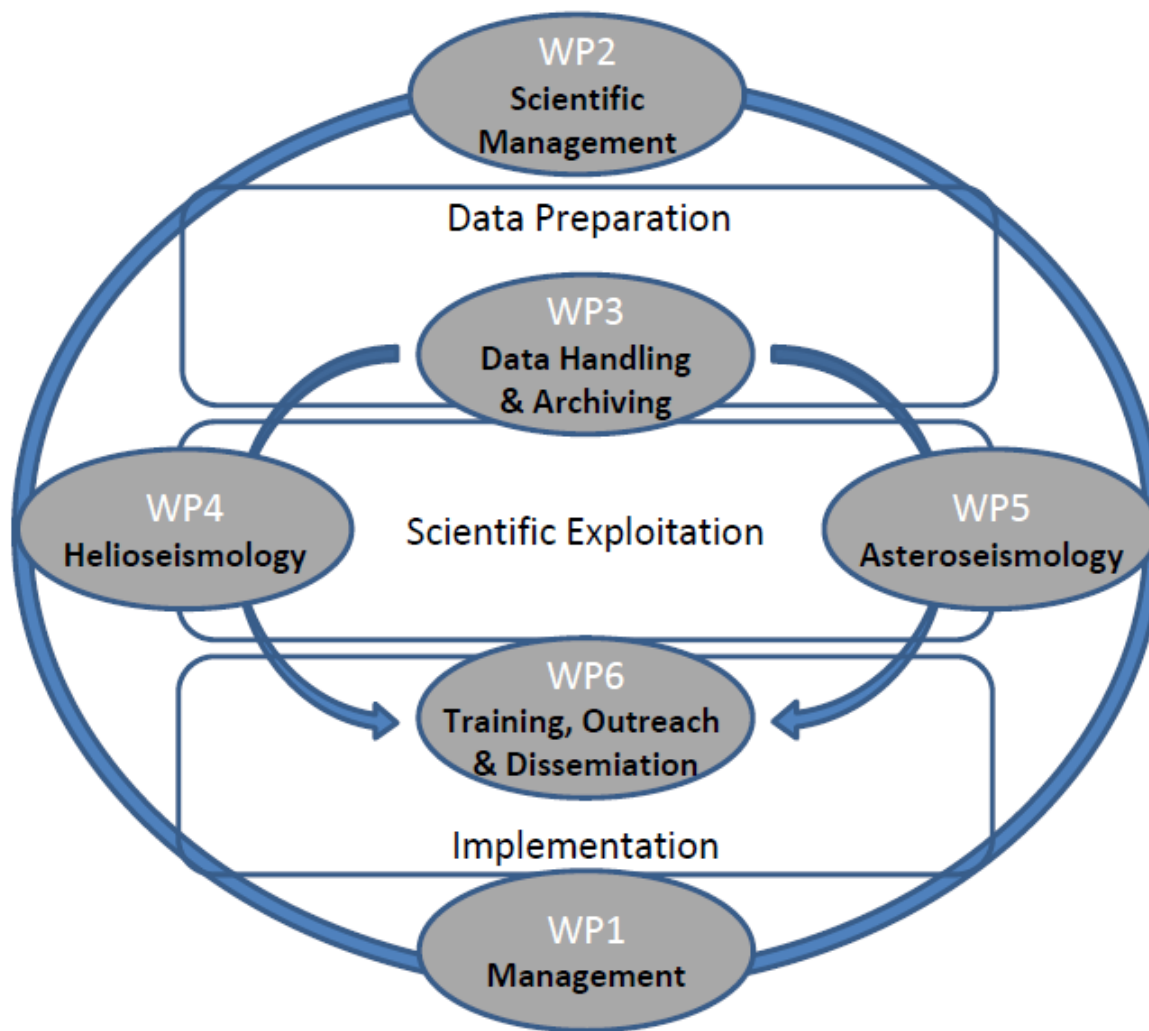 WP2
Scientific
Management
Data Preparation
WP3
Data Handling
& Archiving
WP4
Helioseismology
Scientific Exploitation
WP5
Asteroseismology
WP6
Training, Outreach
& Dissemiation
Implementation
WP1
Management